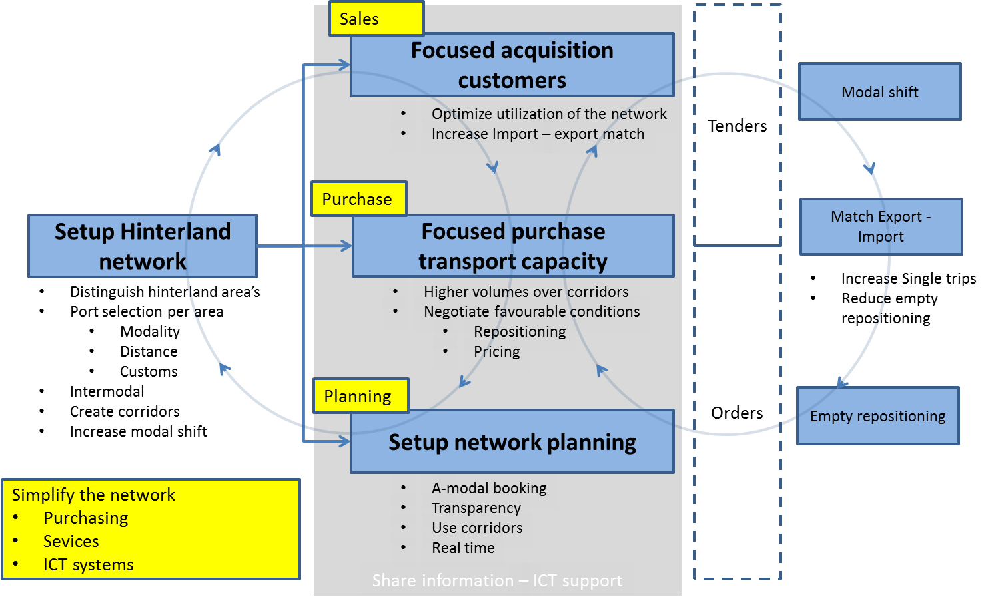 Sales
Focused acquisition
customers
• Optimize utilization of the network
• Increase Import – export match
Purchase
Focused purchase
transport capacity
• Higher volumes over corridors
• Negotiate favourable conditions
• Repositioning
• Pricing
Planning
Setup network planning
• A-modal booking
• Transparency
• Use corridors
• Real time
Share information – ICT support
Setup Hinterland
network
• Distinguish hinterland area's
• Port selection per area
• Modality
• Distance
• Customs
• Intermodal
• Create corridors
• Increase modal shift
Simplify the network
• Purchasing
• Sevices
• ICT systems
Tenders
Orders
Modal shift
Match Export -
Import
• Increase Single trips
• Reduce empty
repositioning
Empty repositioning